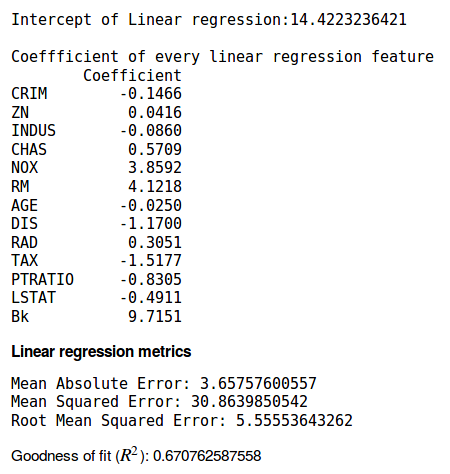 Intercept of Linear regression:14.4223236421
Coeffficient of every linear regression feature
Coefficient
CRIM -0.1466
ZN 0.0416
INDUS -0.0860
CHAS 0.5709
NOX 3.8592
RM 4.1218
AGE -0.0250
DIS -1.1700
RAD 0.3051
TAX -1.5177
PTRATIO -0.8305
LSTAT -0.4911
Bk 9.7151
Linear regression metrics
Mean Absolute Error: 3.65757600557
Mean Squared Error: 30.8639850542
Root Mean Squared Error: 5.55553643262
Goodness of fit (R²): 0.670762587558